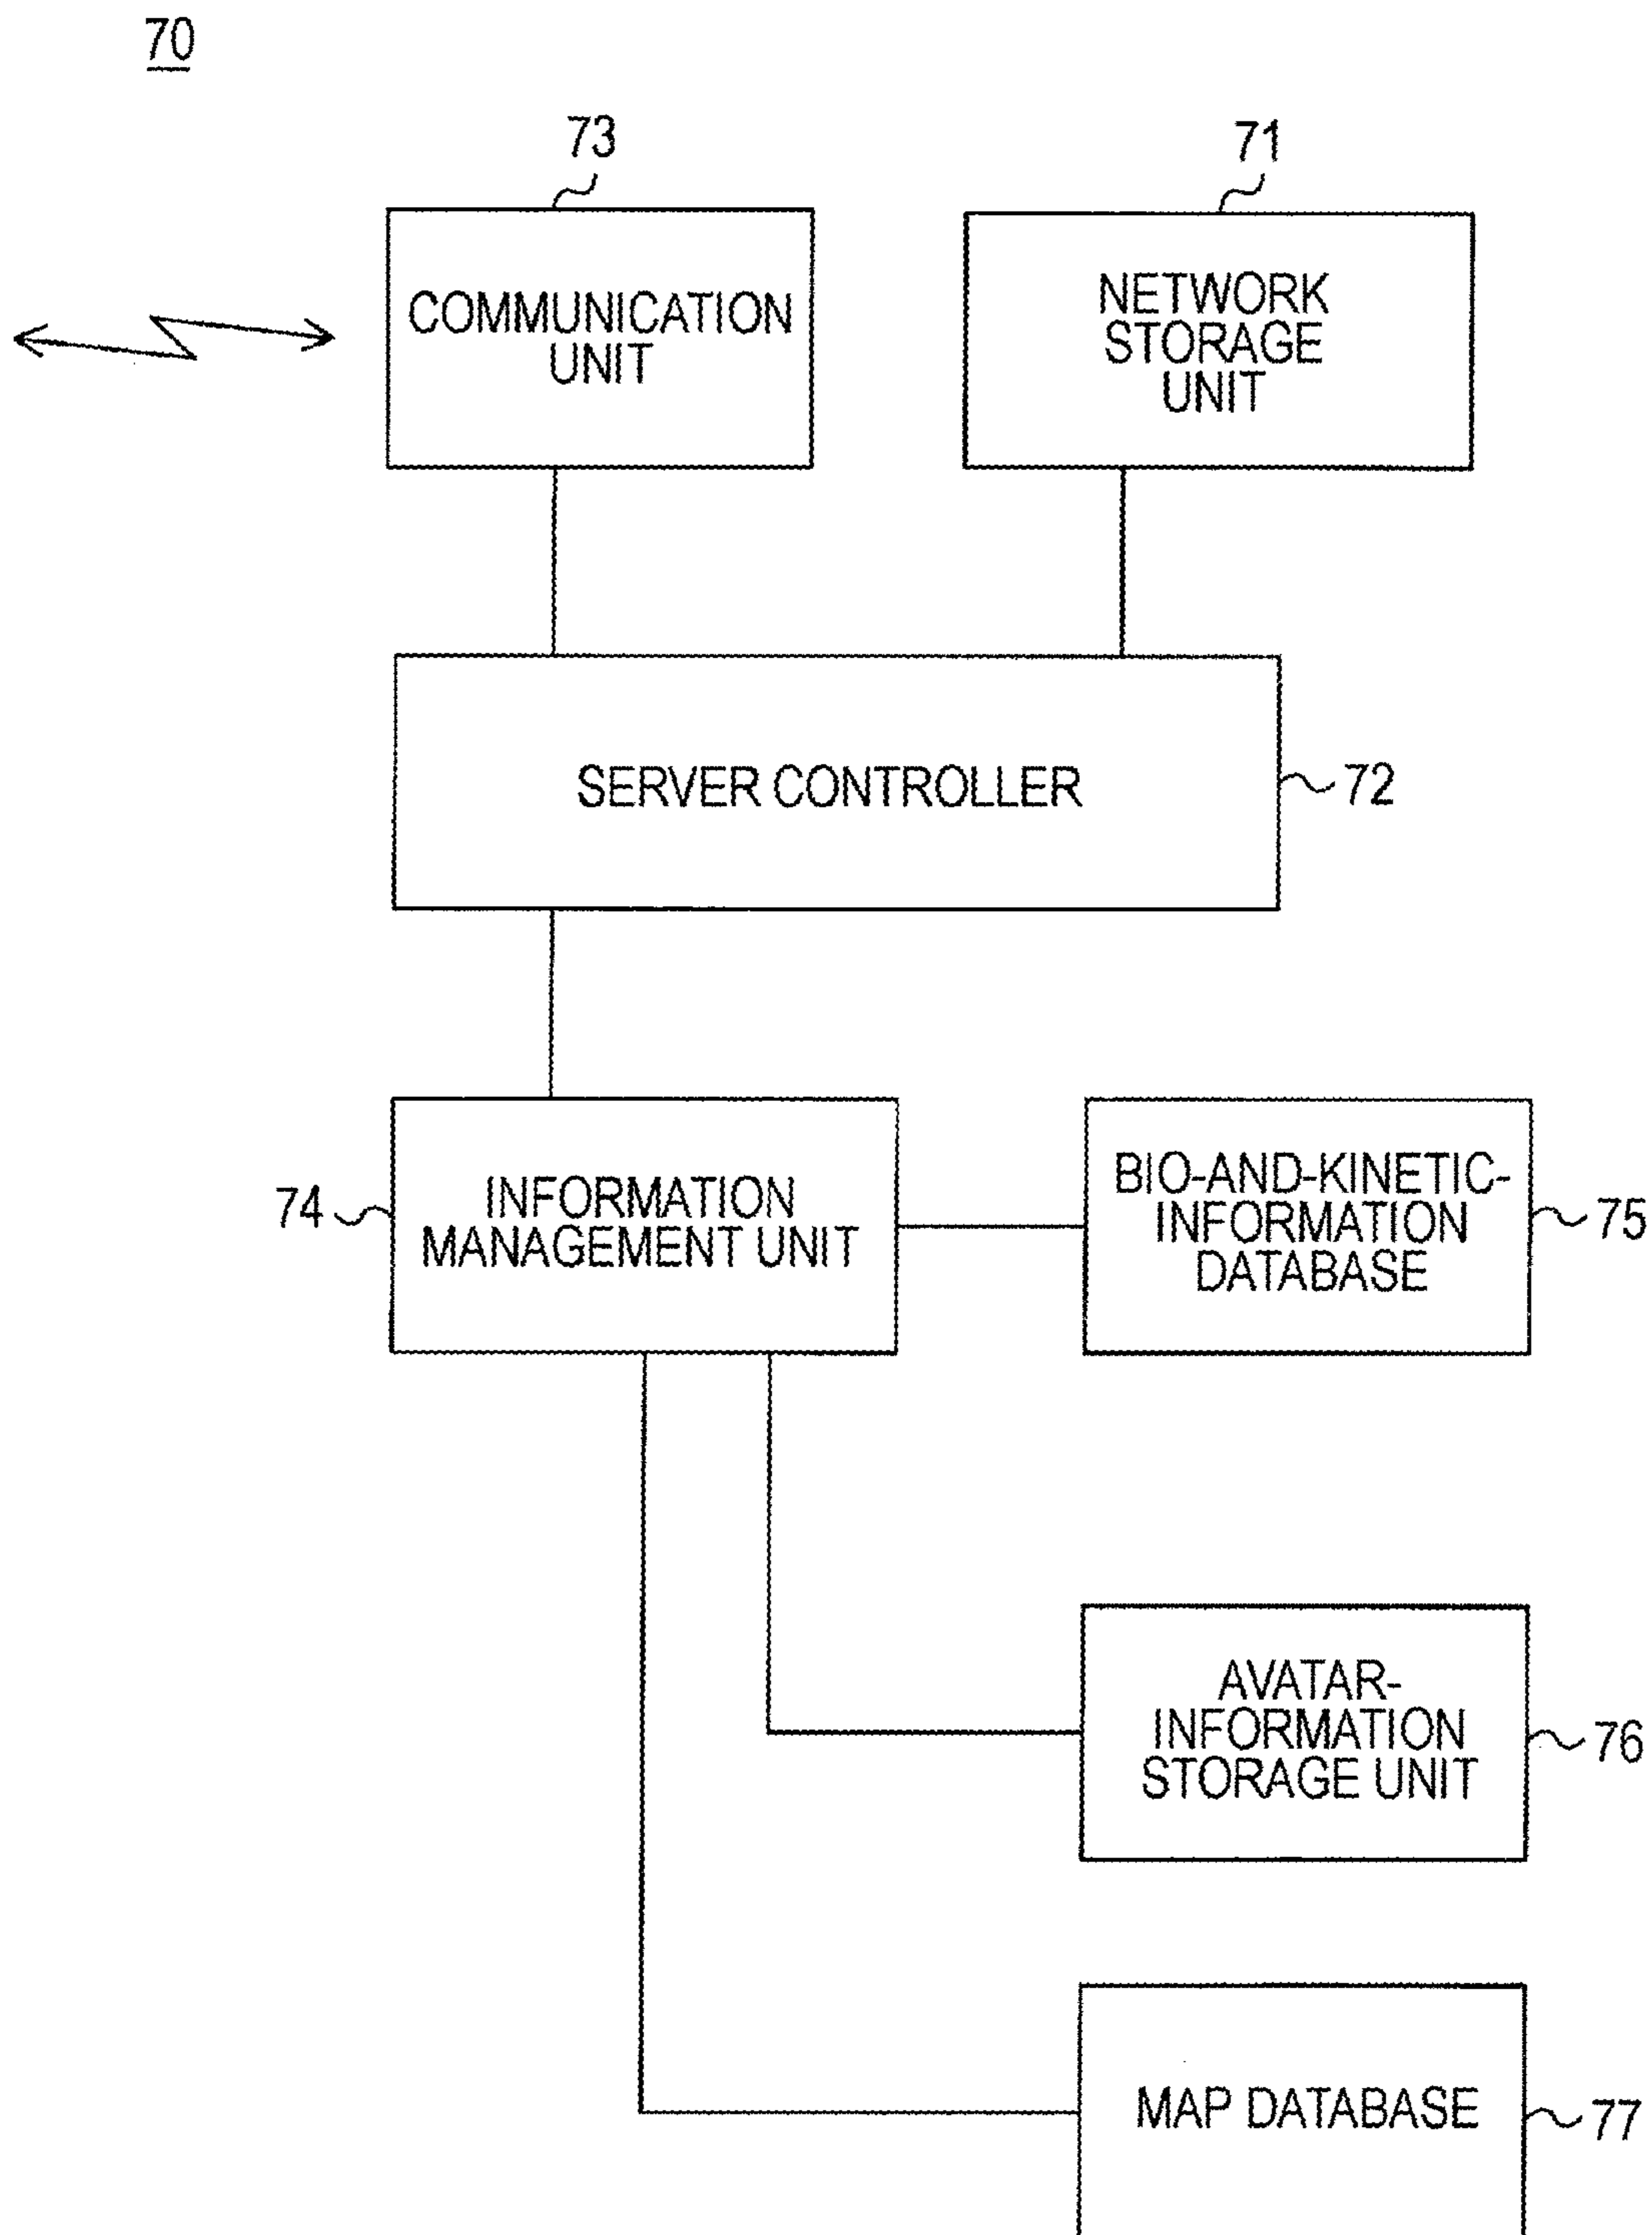 70
73
71
COMMUNICATION
UNIT
NETWORK
STORAGE
UNIT
SERVER CONTROLLER
72
74
INFORMATION
MANAGEMENT UNIT
BIO-AND-KINETIC-
INFORMATION
DATABASE
75
AVATAR-
INFORMATION
STORAGE UNIT
76
MAP DATABASE
77